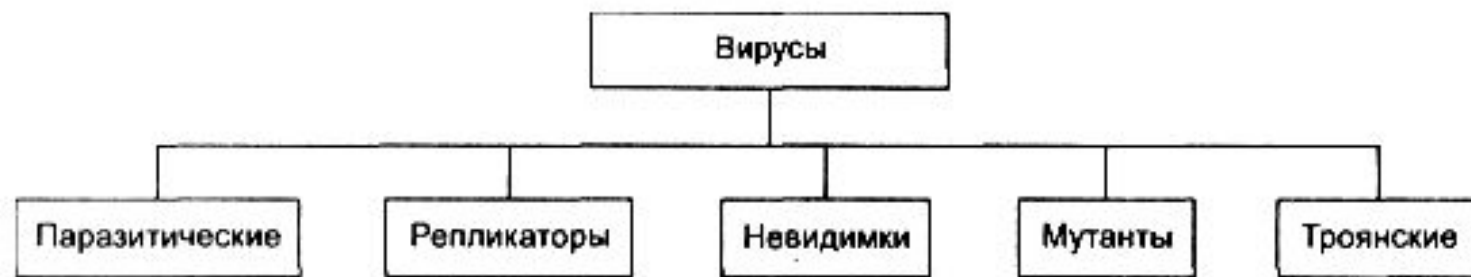 Вирусы
Паразитические
Репликаторы
Невидимки
Мутанты
Троянские